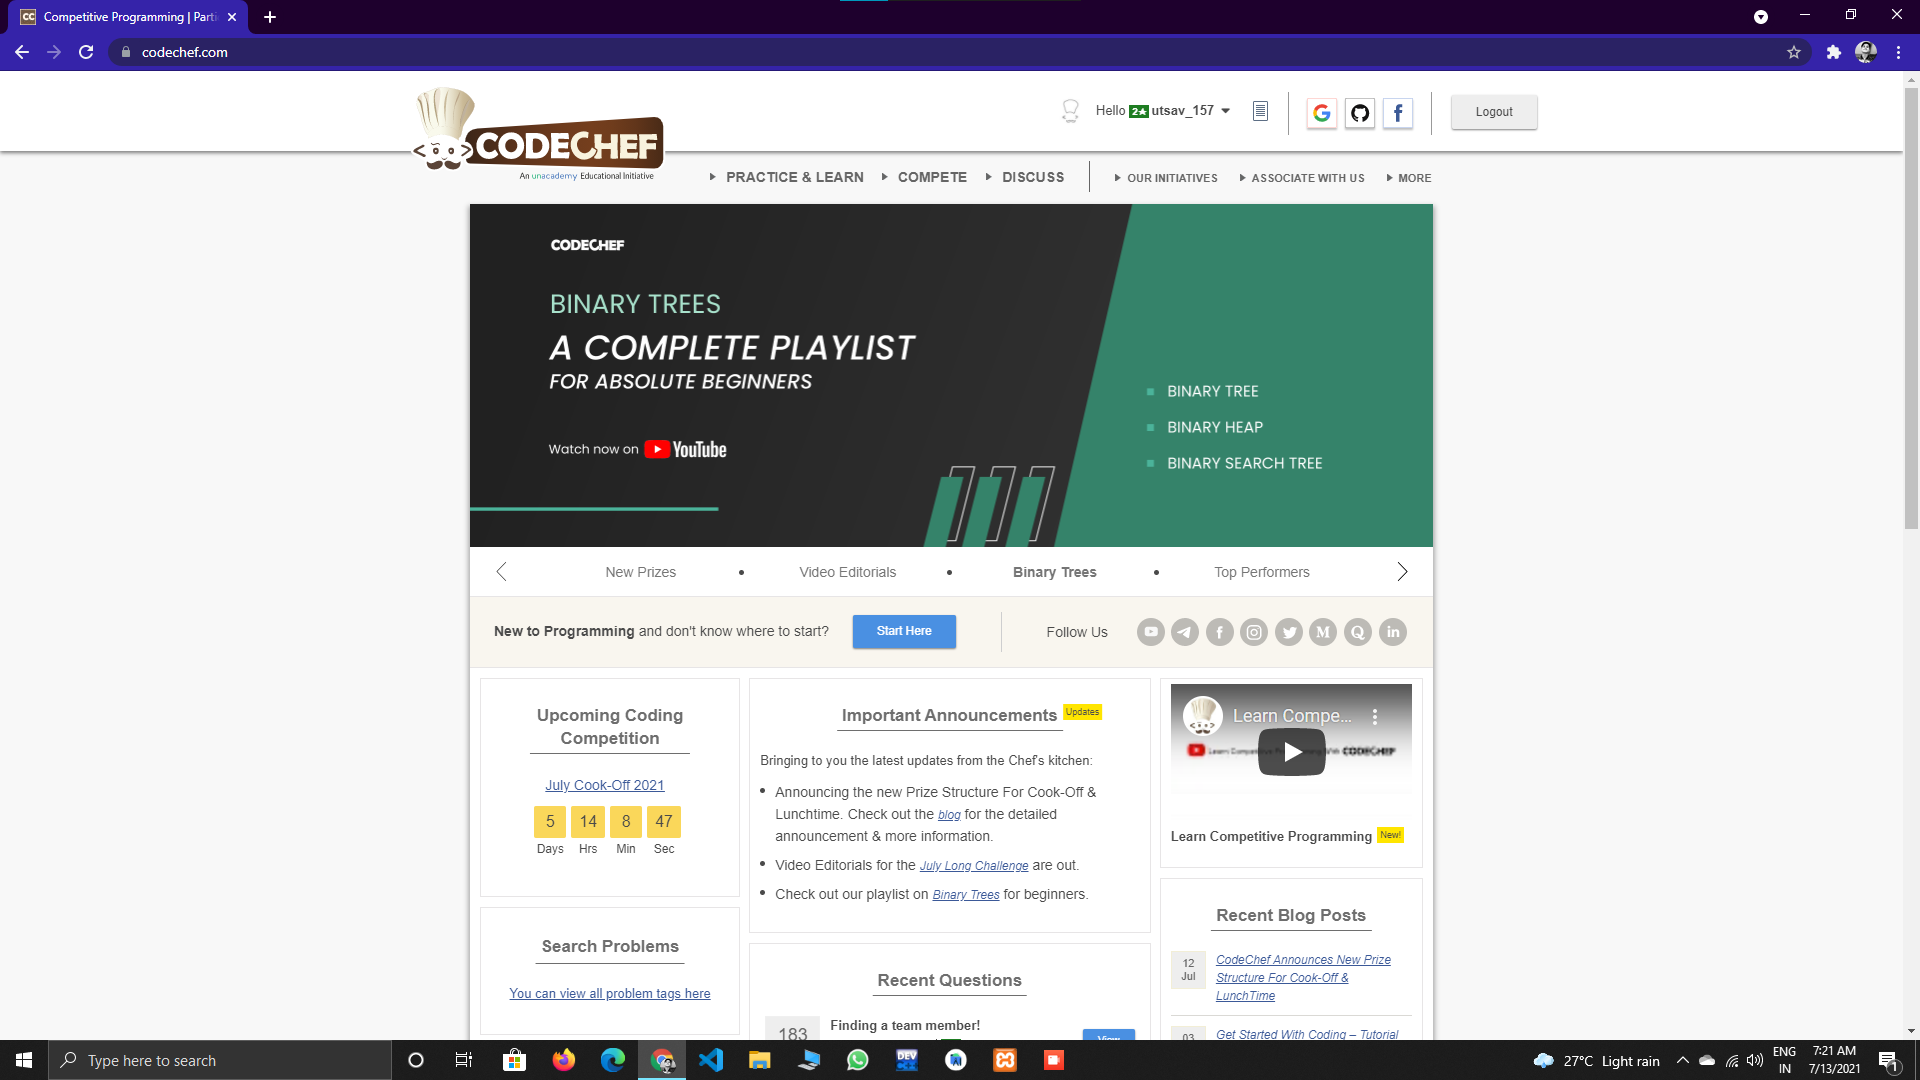 Competitive Programming | Parti
codechef.com
CODECHEF
An unacademy Educational Initiative
Hello 2★ utsav_157
Logout
PRACTICE & LEARN
COMPETE
DISCUSS
OUR INITIATIVES
ASSOCIATE WITH US
MORE
CODECHEF
BINARY TREES
A COMPLETE PLAYLIST
FOR ABSOLUTE BEGINNERS
Watch now on YouTube
BINARY TREE
BINARY HEAP
BINARY SEARCH TREE
New Prizes
Video Editorials
Binary Trees
Top Performers
New to Programming and don't know where to start?
Start Here
Follow Us
Upcoming Coding
Competition
July Cook-Off 2021
5 14 8 47
Days Hrs Min Sec
Search Problems
You can view all problem tags here
Important Announcements Updates
Bringing to you the latest updates from the Chef's kitchen:
Announcing the new Prize Structure For Cook-Off &
Lunchtime. Check out the blog for the detailed
announcement & more information.
Video Editorials for the July Long Challenge are out.
Check out our playlist on Binary Trees for beginners.
Recent Questions
183
Finding a team member!
View
Learn Compe...
Learn Competitive Programming With CODECHEF
Learn Competitive Programming New!
Recent Blog Posts
12
Jul
CodeChef Announces New Prize
Structure For Cook-Off &
LunchTime
03
Get Started With Coding – Tutorial
Type here to search
DEV
27°C Light rain
ENG
IN
7:21 AM
7/13/2021
1